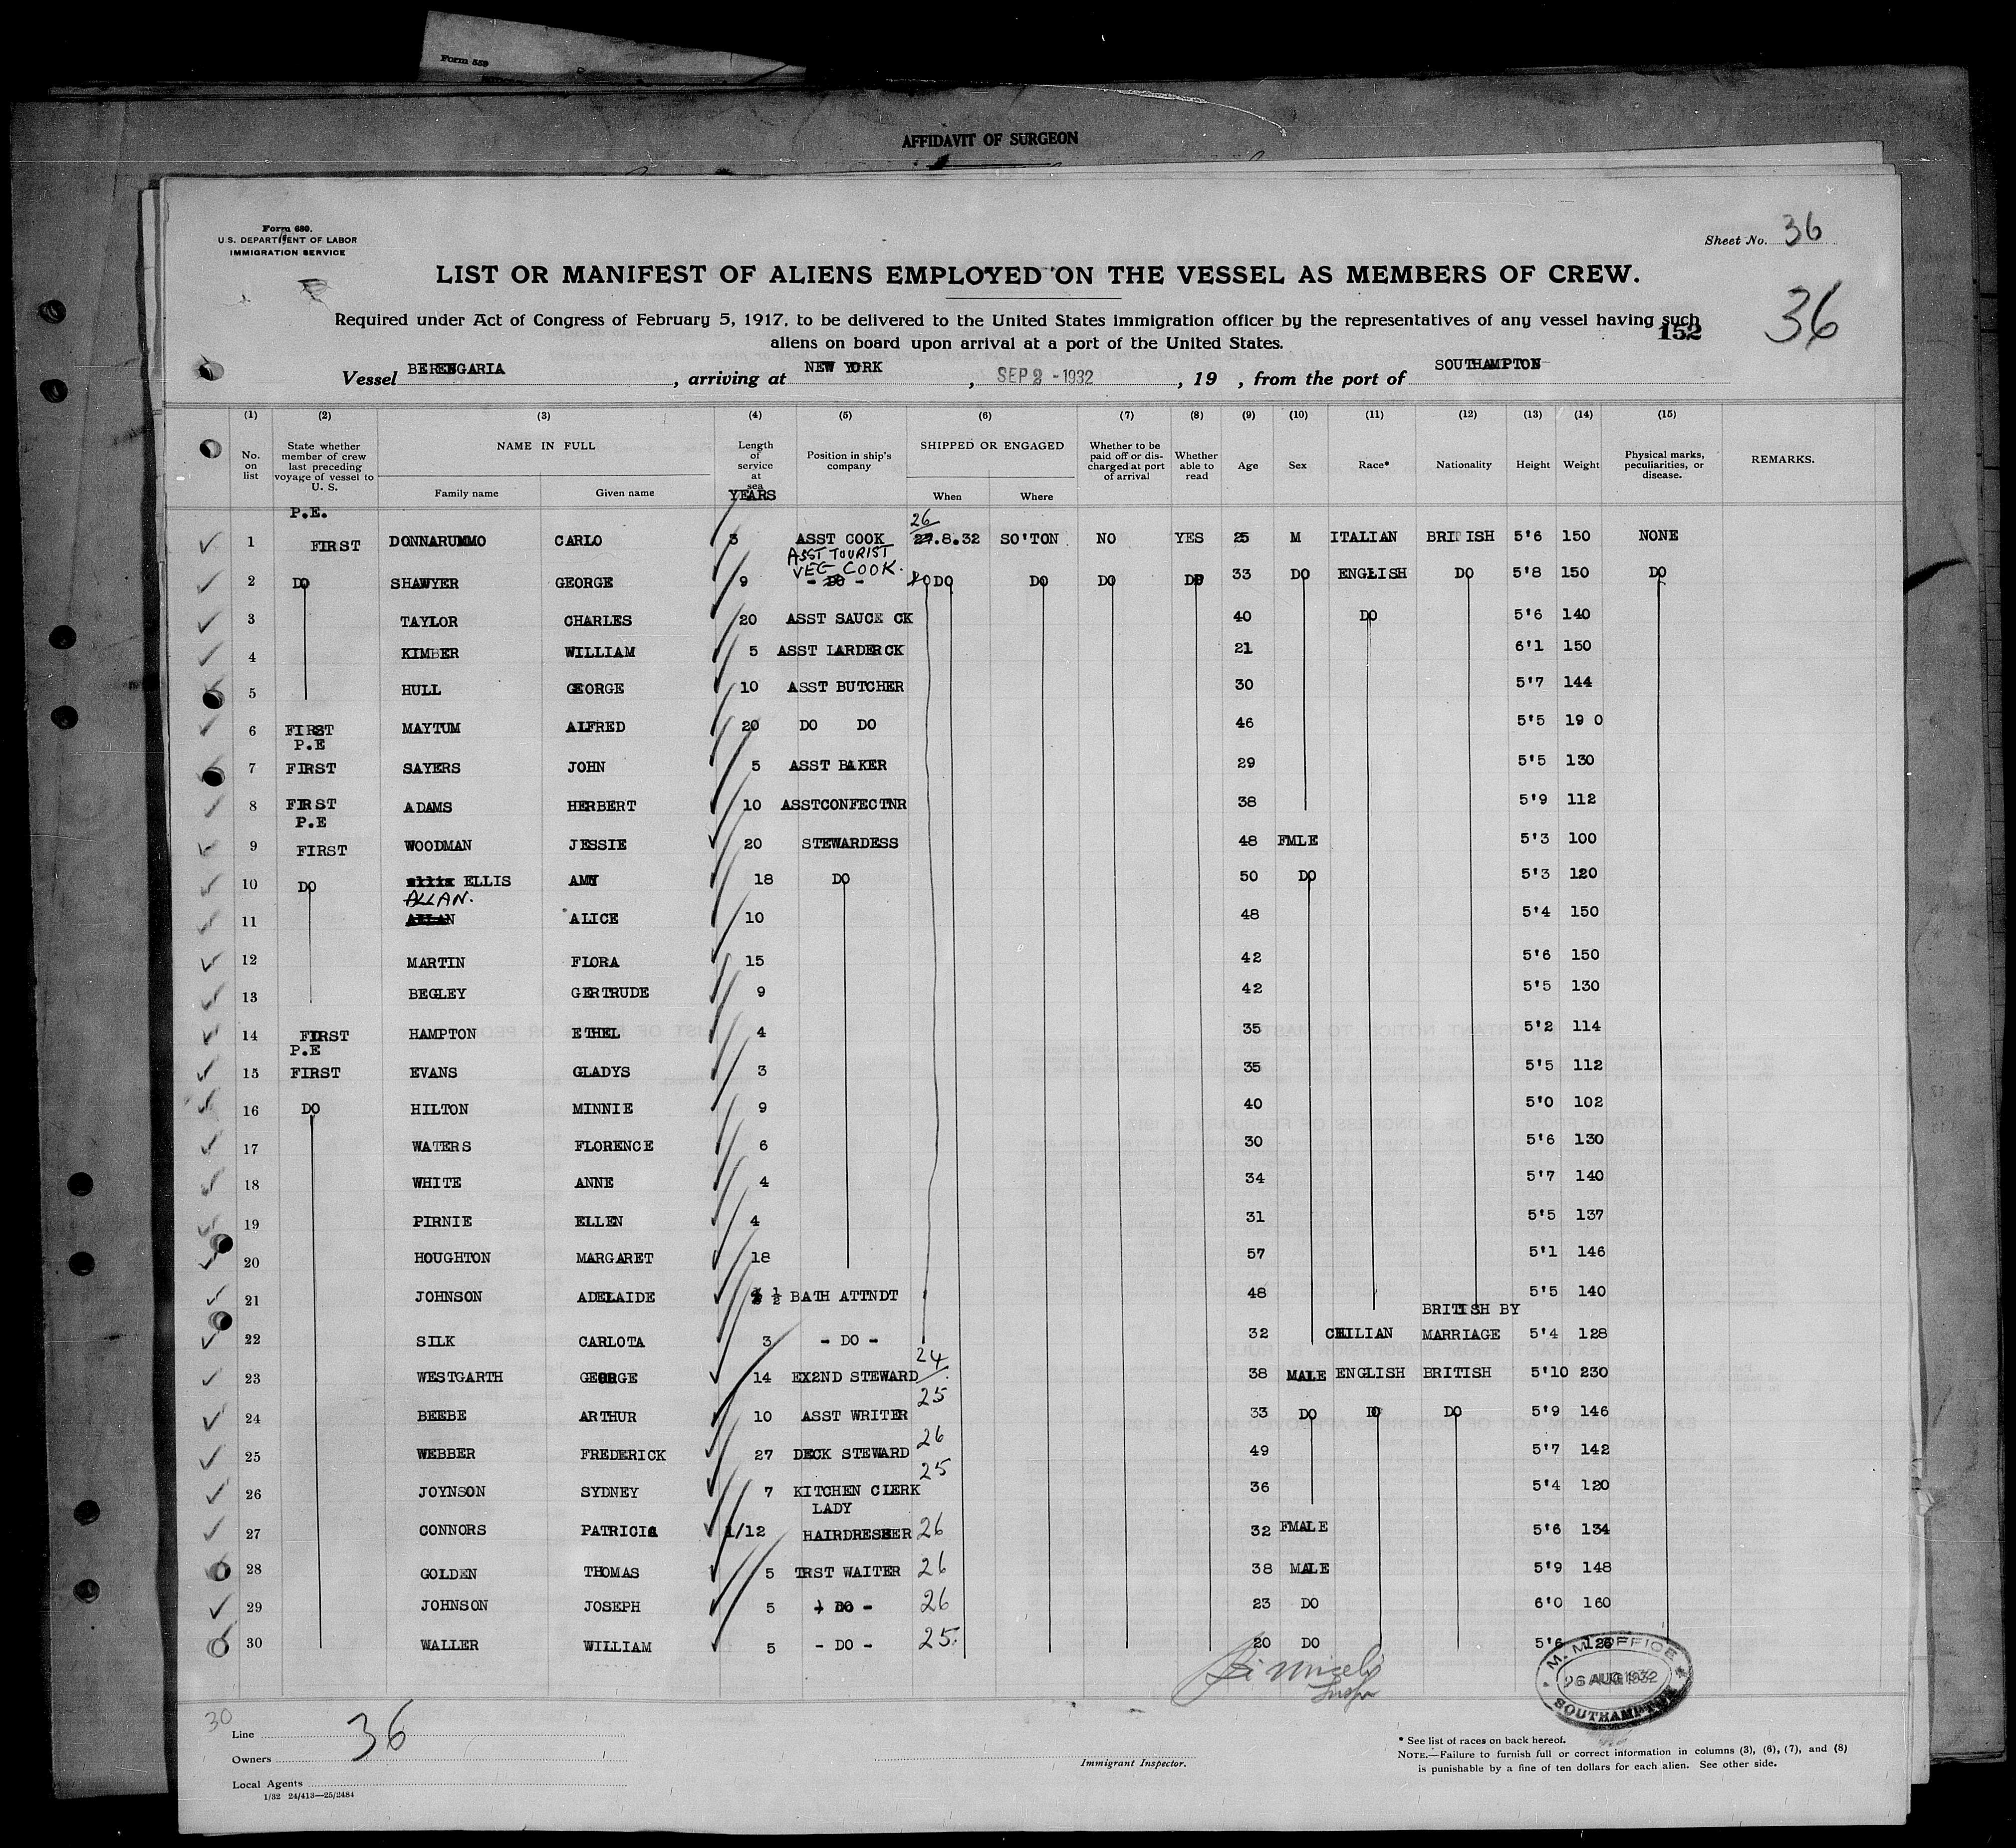 Form 559
AFFIDAVIT OF SURGEON
Form 680.
U.S. DEPARTMENT OF LABOR
IMMIGRATION SERVICE
Sheet No. 36
LIST OR MANIFEST OF ALIENS EMPLOYED ON THE VESSEL AS MEMBERS OF CREW.
36
Required under Act of Congress of February 5, 1917, to be delivered to the United States immigration officer by the representatives of any vessel having such
152
aliens on board upon arrival at a port of the United States.
Vessel BERENGARIA, arriving at NEW YORK, SEP 2 - 1932, 19 , from the port of SOUTHAMPTON
(1) (2) (3) (4) (5) (6) (7) (8) (9) (10) (11) (12) (13) (14) (15)
No. on list State whether member of crew last preceding voyage of vessel to U. S. NAME IN FULL Family name Given name Length of service at sea YEARS Position in ship's company SHIPPED OR ENGAGED When Where Whether to be paid off or discharged at port of arrival Whether able to read Age Sex Race* Nationality Height Weight Physical marks, peculiarities, or disease. REMARKS.
P.E.
26
1 FIRST DONNARUMMO CARLO 3 ASST COOK 27.8.32 SO'TON NO YES 25 M ITALIAN BRITISH 5'6 150 NONE
ASST TOURIST
VEG COOK.
2 DO SHAWYER GEORGE 9 - DO - DO DO DO DO 33 DO ENGLISH DO 5'8 150 DO
3 TAYLOR CHARLES 20 ASST SAUCE CK 40 DO 5'6 140
4 KIMBER WILLIAM 5 ASST LARDER CK 21 6'1 150
5 HULL GEORGE 10 ASST BUTCHER 30 5'7 144
6 FIRST MAYTUM ALFRED 20 DO DO 46 5'5 19 0
P.E
7 FIRST SAYERS JOHN 5 ASST BAKER 29 5'5 130
8 FIRST ADAMS HERBERT 10 ASSTCONFECTNR 38 5'9 112
P.E
9 FIRST WOODMAN JESSIE 20 STEWARDESS 48 FMLE 5'3 100
10 DO ellis ELLIS AMY 18 DO 50 DO 5'3 120
ALLAN.
11 ALLAN ALICE 10 48 5'4 150
12 MARTIN FLORA 15 42 5'6 150
13 BEGLEY GERTRUDE 9 42 5'5 130
14 FIRST HAMPTON ETHEL 4 35 5'2 114
P.E
15 FIRST EVANS GLADYS 3 35 5'5 112
16 DO HILTON MINNIE 9 40 5'0 102
17 WATERS FLORENCE 6 30 5'6 130
18 WHITE ANNE 4 34 5'7 140
19 PIRNIE ELLEN 4 31 5'5 137
20 HOUGHTON MARGARET 18 57 5'1 146
21 JOHNSON ADELAIDE ½ BATH ATTNDT 48 5'5 140
BRITISH BY
22 SILK CARLOTA 3 - DO - 32 CHILIAN MARRIAGE 5'4 128
23 WESTGARTH GEORGE 14 EX2ND STEWARD 24 38 MALE ENGLISH BRITISH 5'10 230
24 BEEBE ARTHUR 10 ASST WRITER 25 33 DO DO DO 5'9 146
25 WEBBER FREDERICK 27 DECK STEWARD 26 49 5'7 142
26 JOYNSON SYDNEY 7 KITCHEN CLERK 25 36 5'4 120
LADY
27 CONNORS PATRICIA 1/12 HAIRDRESSER 26 32 FMALE 5'6 134
28 GOLDEN THOMAS 5 TRST WAITER 26 38 MALE 5'9 148
29 JOHNSON JOSEPH 5 - DO - 26 23 DO 6'0 160
30 WALLER WILLIAM 5 - DO - 25. 20 DO 5'6
M.M. OFFICE
26 AUG 1932
SOUTHAMPTON
30
Line
36
Owners
Local Agents
1/32 24/413—25/2484
Immigrant Inspector.
* See list of races on back hereof.
NOTE.—Failure to furnish full or correct information in columns (3), (6), (7), and (8)
is punishable by a fine of ten dollars for each alien. See other side.